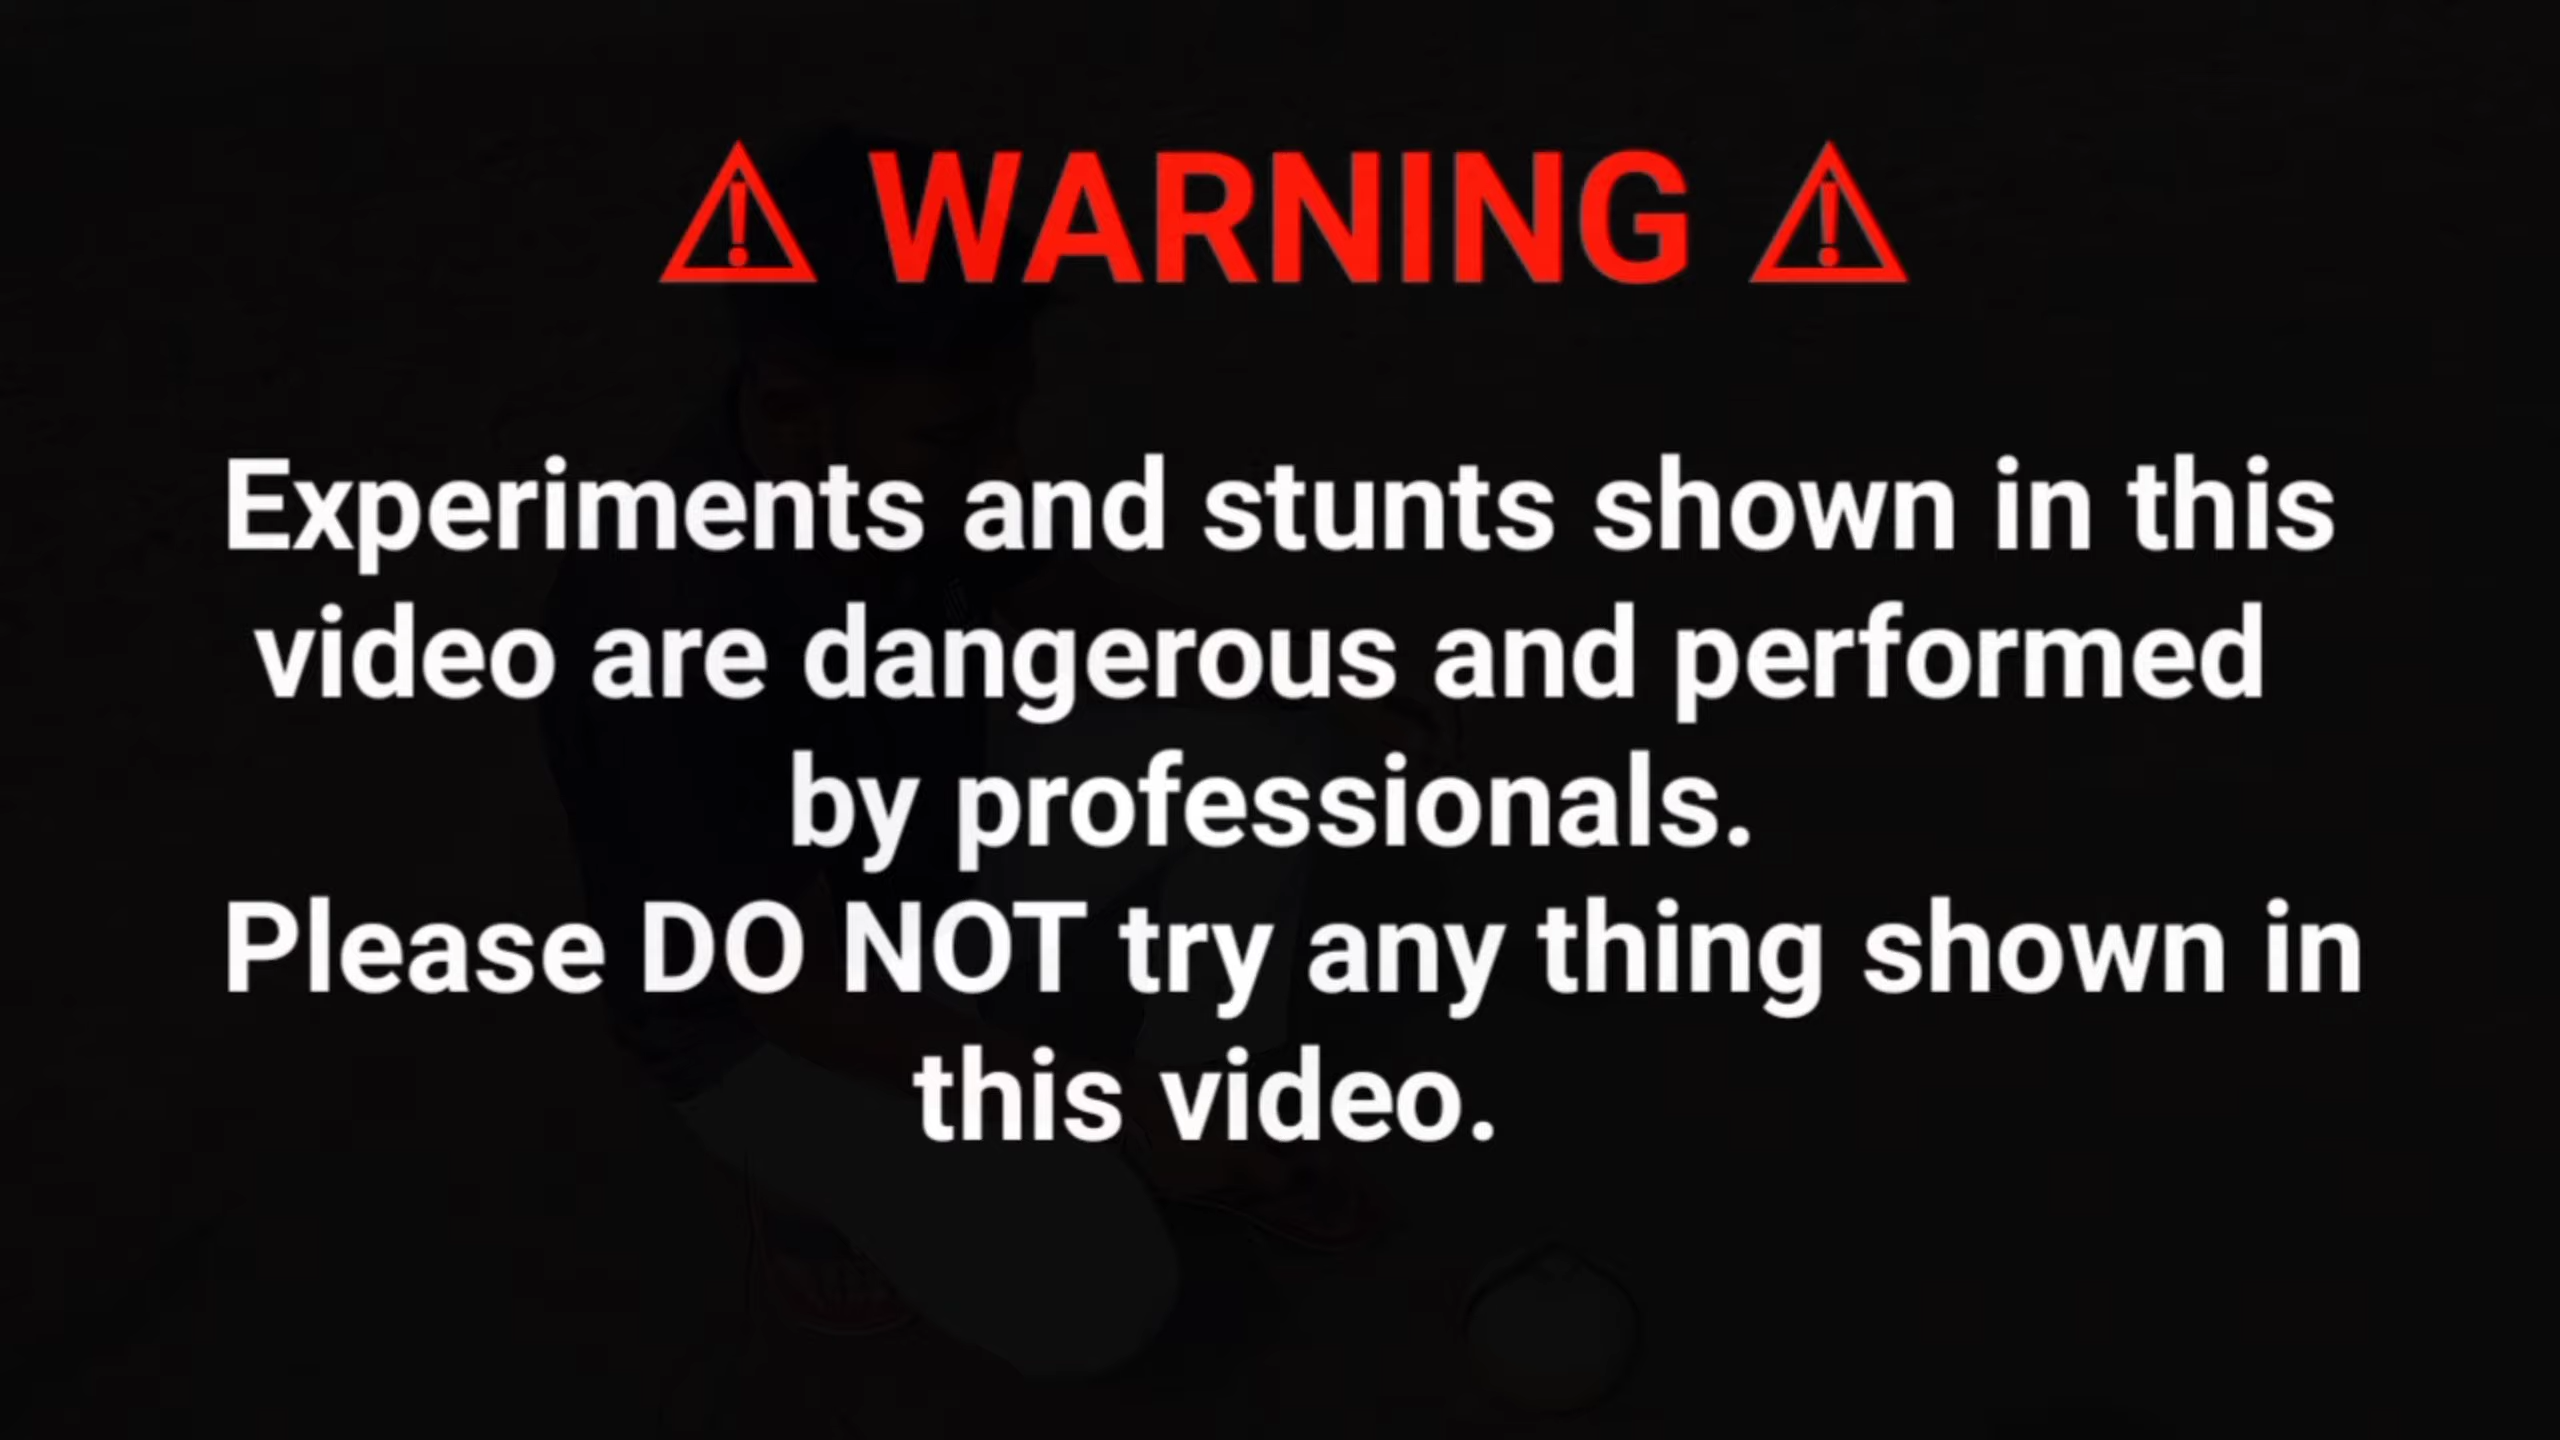 ⚠ WARNING ⚠
Experiments and stunts shown in this
video are dangerous and performed
by professionals.
Please DO NOT try any thing shown in
this video.